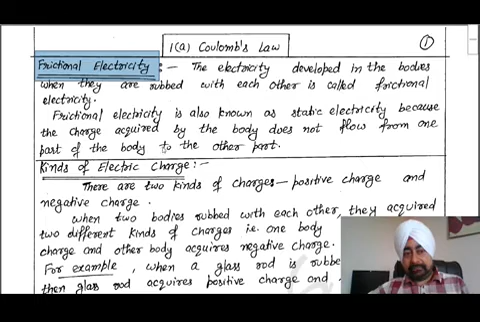 1(a) Coulomb's Law
1
Frictional Electricity :- The electricity developed in the bodies
when they are rubbed with each other is called frictional
electricity.
Frictional electricity is also known as static electricity because
the charge acquired by the body does not flow from one
part of the body to the other part.
Kinds of Electric Charge:-
There are two kinds of charges- positive charge and
negative charge.
When two bodies rubbed with each other, they acquired
two different kinds of charges i.e. one body
charge and other body acquires negative charge.
For example, when a glass rod is rubbe
then glass rod acquires positive charge and